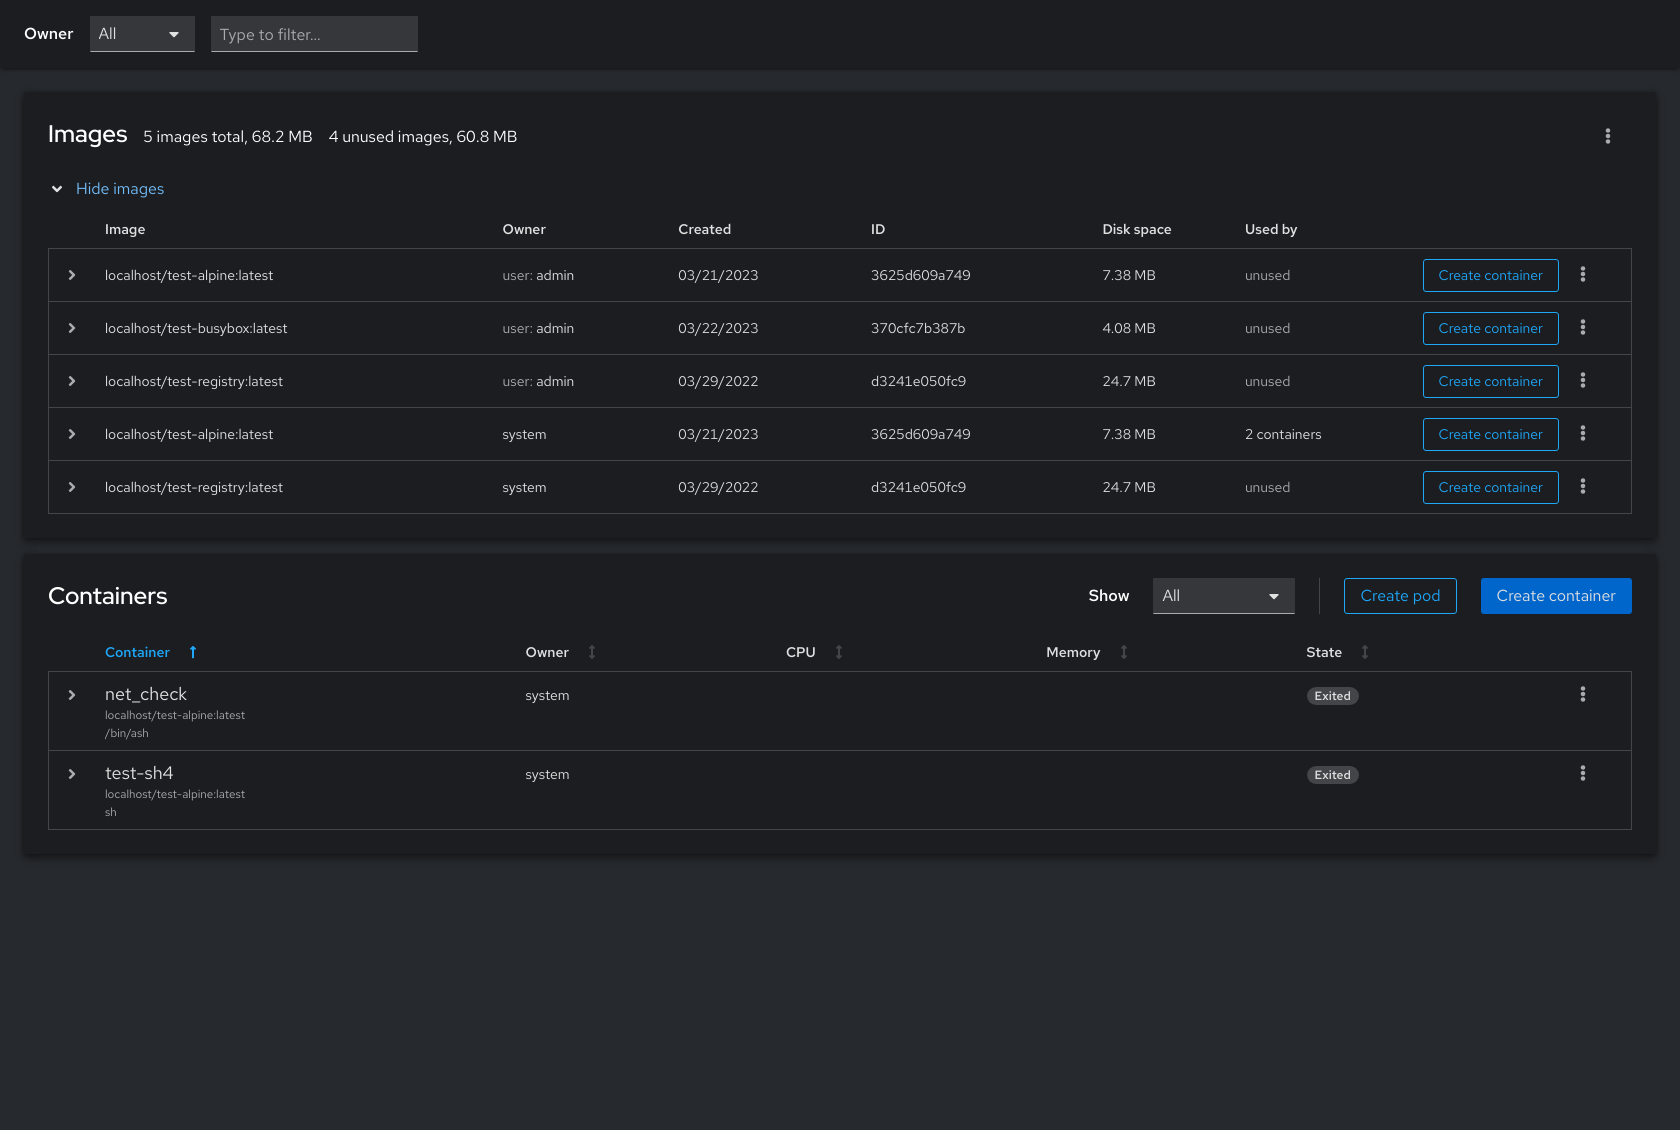 Owner All Type to filter...
Images 5 images total, 68.2 MB 4 unused images, 60.8 MB
Hide images
Image Owner Created ID Disk space Used by
localhost/test-alpine:latest user: admin 03/21/2023 3625d609a749 7.38 MB unused Create container
localhost/test-busybox:latest user: admin 03/22/2023 370cfc7b387b 4.08 MB unused Create container
localhost/test-registry:latest user: admin 03/29/2022 d3241e050fc9 24.7 MB unused Create container
localhost/test-alpine:latest system 03/21/2023 3625d609a749 7.38 MB 2 containers Create container
localhost/test-registry:latest system 03/29/2022 d3241e050fc9 24.7 MB unused Create container
Containers Show All Create pod Create container
Container Owner CPU Memory State
net_check system Exited
localhost/test-alpine:latest
/bin/ash
test-sh4 system Exited
localhost/test-alpine:latest
sh